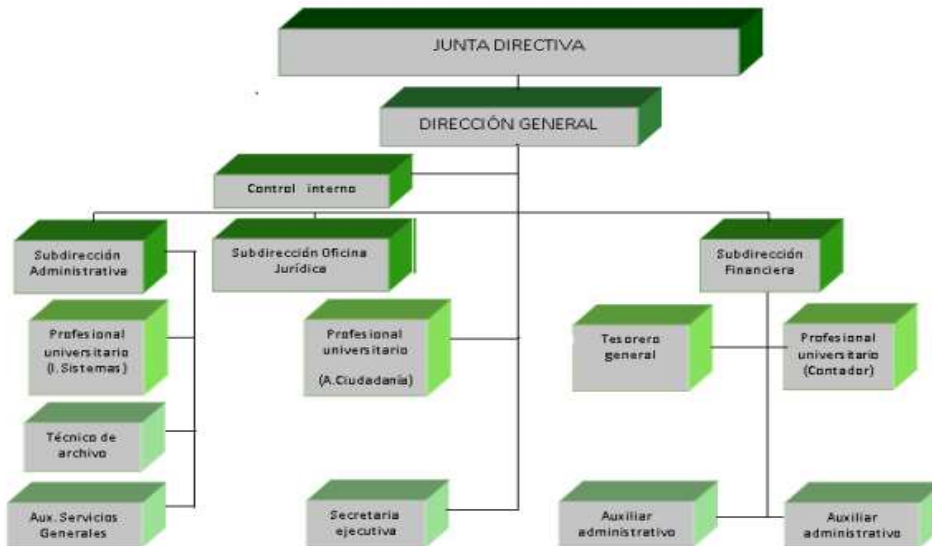 JUNTA DIRECTIVA
DIRECCIÓN GENERAL
Control interno
Subdirección
Administrativa
Subdirección Oficina
Jurídica
Subdirección
Financiera
Profesional
universitario
(I. Sistemas)
Profesional
universitario
(A.Ciudadanía)
Tesorero
general
Profesional
universitario
(Contador)
Técnico de
archivo
Aux. Servicios
Generales
Secretaria
ejecutiva
Auxiliar
administrativo
Auxiliar
administrativo